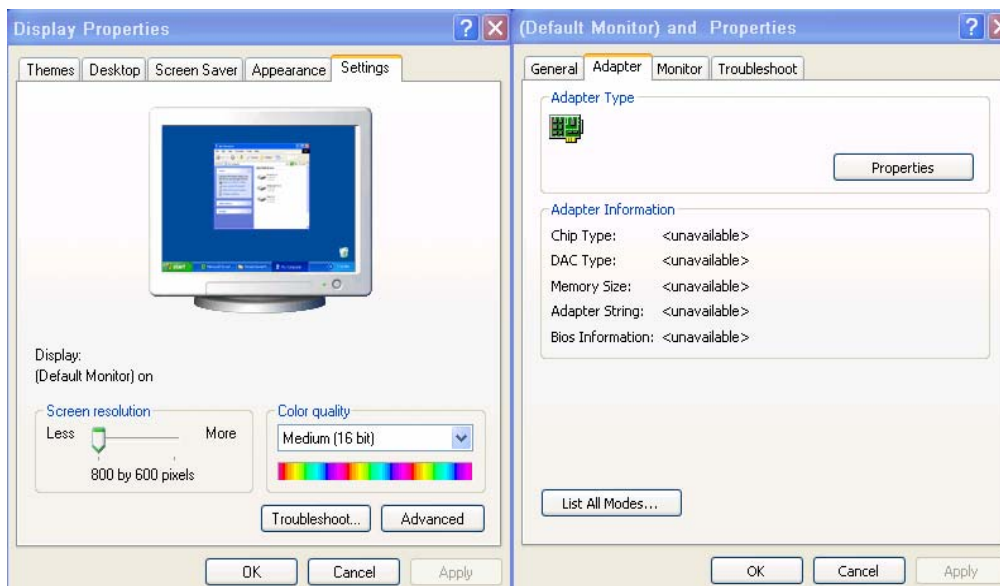 Display Properties
Themes
Desktop
Screen Saver
Appearance
Settings
Display:
(Default Monitor) on
Screen resolution
Less
More
800 by 600 pixels
Color quality
Medium (16 bit)
Troubleshoot...
Advanced
OK
Cancel
Apply
(Default Monitor) and Properties
General
Adapter
Monitor
Troubleshoot
Adapter Type
Properties
Adapter Information
Chip Type: <unavailable>
DAC Type: <unavailable>
Memory Size: <unavailable>
Adapter String: <unavailable>
Bios Information: <unavailable>
List All Modes...
OK
Cancel
Apply